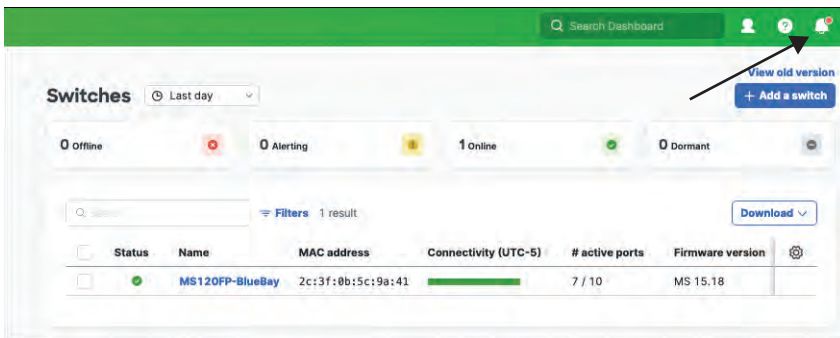 Search Dashboard
View old version
Switches
Last day
+ Add a switch
0 Offline
0 Alerting
1 Online
0 Dormant
Filters 1 result
Download
Status Name MAC address Connectivity (UTC-5) # active ports Firmware version
MS120FP-BlueBay 2c:3f:0b:5c:9a:41 7 / 10 MS 15.18